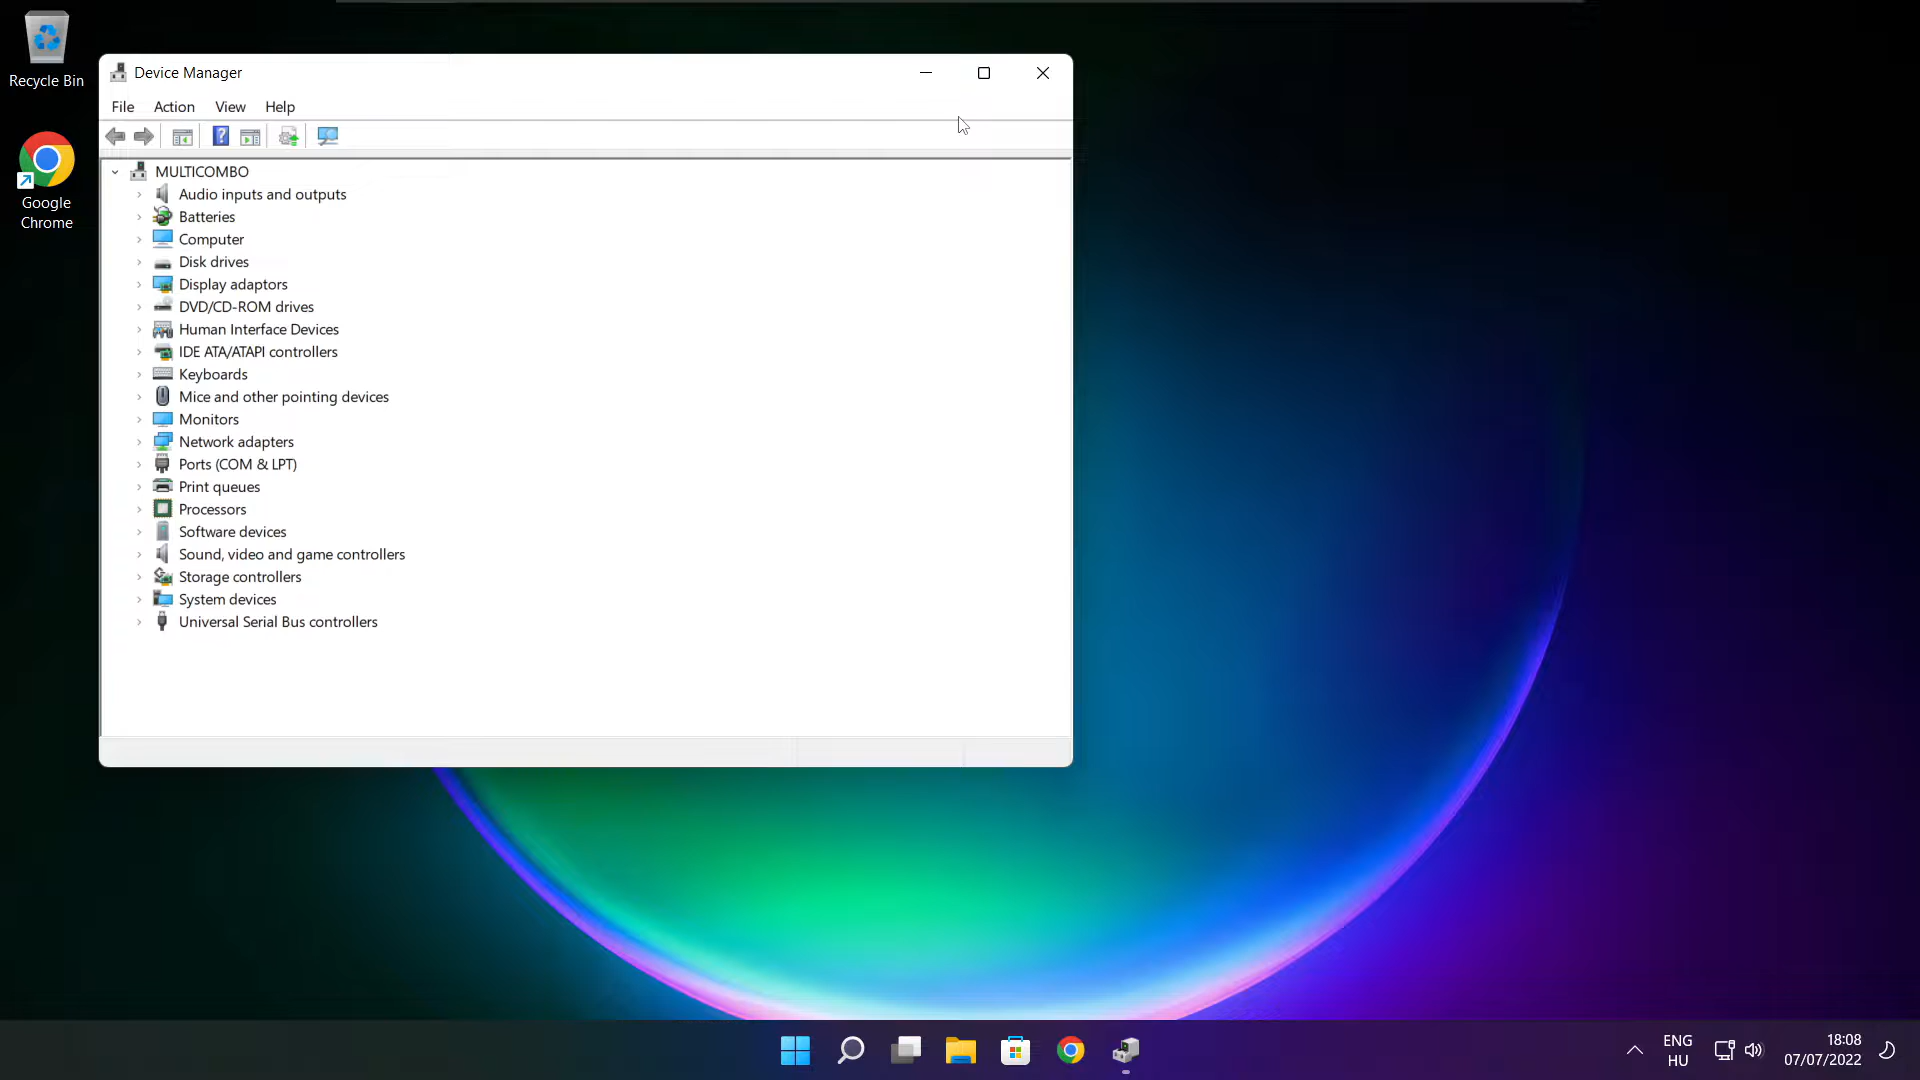 Recycle Bin
Google
Chrome
Device Manager
File Action View Help
MULTICOMBO
Audio inputs and outputs
Batteries
Computer
Disk drives
Display adaptors
DVD/CD-ROM drives
Human Interface Devices
IDE ATA/ATAPI controllers
Keyboards
Mice and other pointing devices
Monitors
Network adapters
Ports (COM & LPT)
Print queues
Processors
Software devices
Sound, video and game controllers
Storage controllers
System devices
Universal Serial Bus controllers
ENG
HU
18:08
07/07/2022